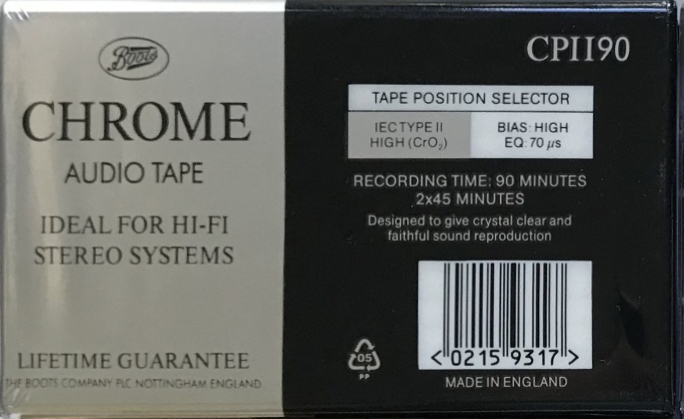 Boots
CHROME
AUDIO TAPE
IDEAL FOR HI-FI
STEREO SYSTEMS
LIFETIME GUARANTEE
THE BOOTS COMPANY PLC NOTTINGHAM ENGLAND
CPII90
TAPE POSITION SELECTOR
IEC TYPE II
HIGH (CrO₂)
BIAS: HIGH
EQ: 70 µs
RECORDING TIME: 90 MINUTES
2x45 MINUTES
Designed to give crystal clear and
faithful sound reproduction
05
PP
<02159317>
MADE IN ENGLAND